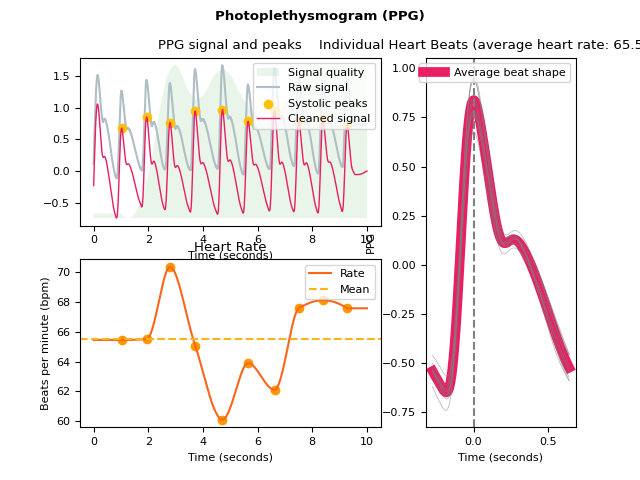 Photoplethysmogram (PPG)
PPG signal and peaks
Individual Heart Beats (average heart rate: 65.5
Signal quality
Raw signal
Systolic peaks
Cleaned signal
1.5
1.0
0.5
0.0
−0.5
0 2 4 6 8 10
Time (seconds)
Heart Rate
Rate
Mean
70
68
66
64
62
60
Beats per minute (bpm)
0 2 4 6 8 10
Time (seconds)
Average beat shape
PPG
1.00
0.75
0.50
0.25
0.00
−0.25
−0.50
−0.75
0.0 0.5
Time (seconds)